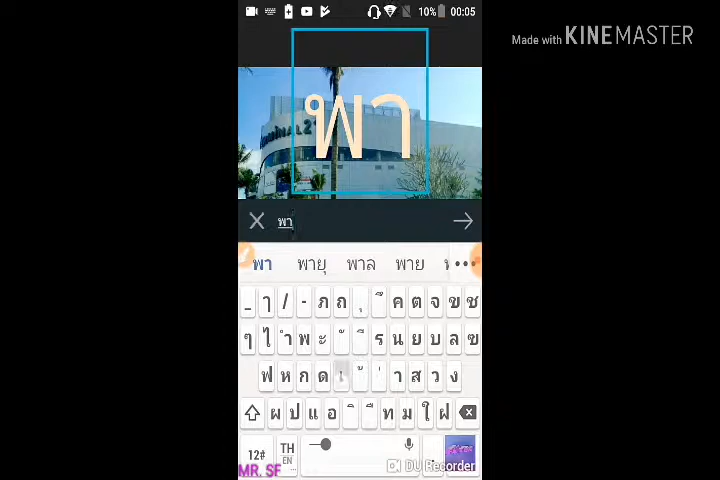 10% 00:05
Made with KINEMASTER
พา
MINAL 21
พา
พา พายุ พาล พาย
_ ๅ / - ภ ถ ุ ึ ค ต จ ข ช
ๆ ไ ำ พ ะ ั ี ร น ย บ ล ฃ
ฟ ห ก ด เ ้ ่ า ส ว ง
ผ ป แ อ ิ ื ท ม ใ ฝ
12# TH
EN
MR. SF
DU Recorder